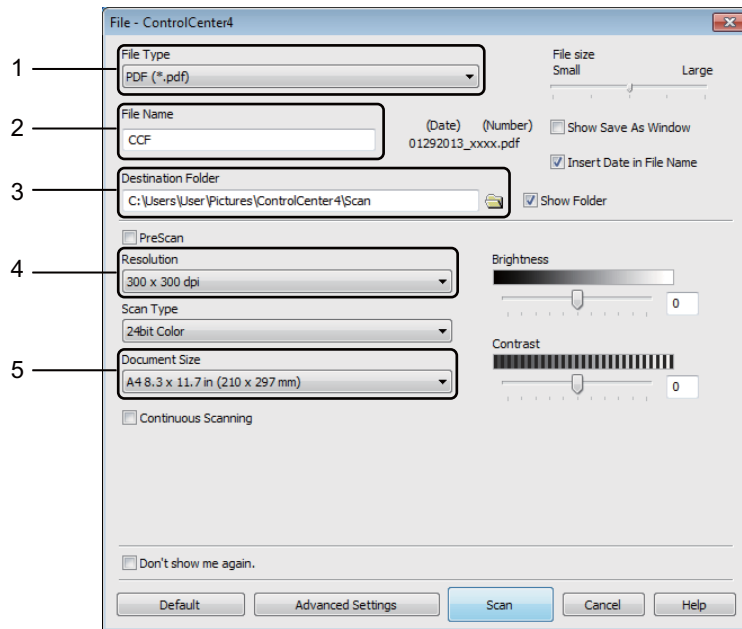 File - ControlCenter4
1
File Type
PDF (*.pdf)
File size
Small Large
2
File Name
CCF
(Date) (Number)
01292013_xxxx.pdf
Show Save As Window
Insert Date in File Name
3
Destination Folder
C:\Users\User\Pictures\ControlCenter4\Scan
Show Folder
PreScan
4
Resolution
300 x 300 dpi
Brightness
0
Scan Type
24bit Color
Contrast
0
5
Document Size
A4 8.3 x 11.7 in (210 x 297 mm)
Continuous Scanning
Don't show me again.
Default Advanced Settings Scan Cancel Help